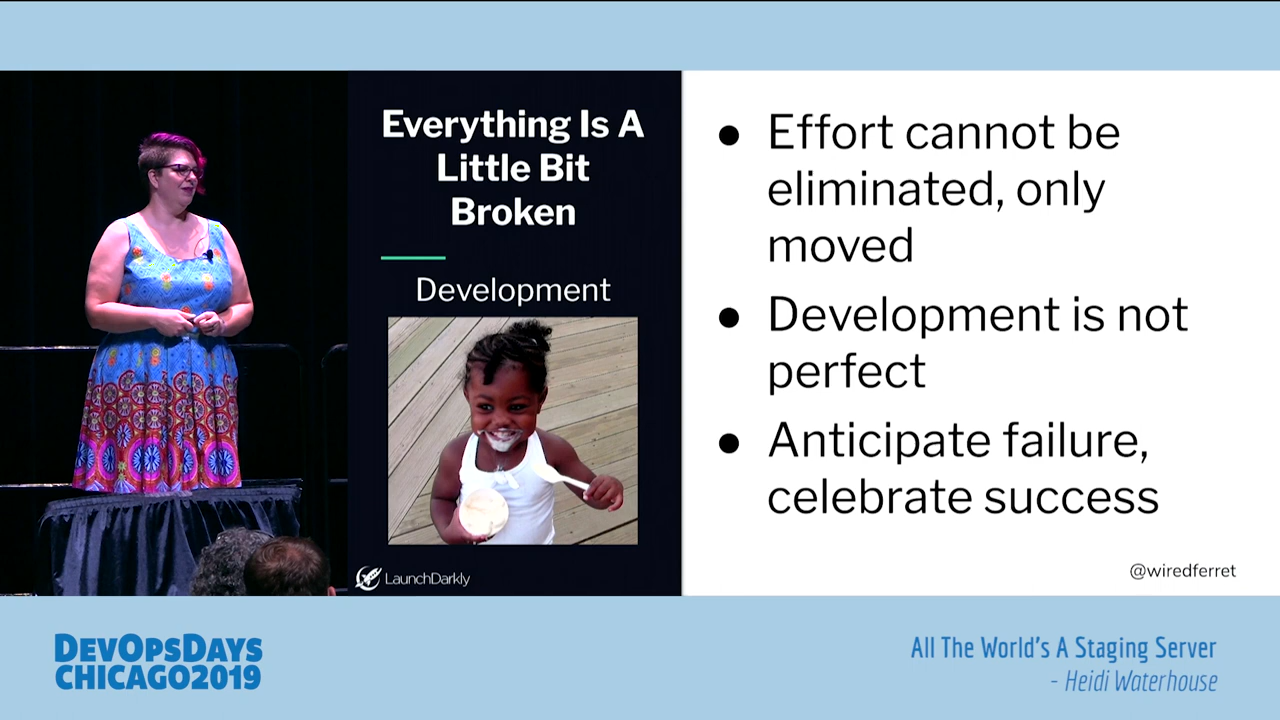 Everything Is A
Little Bit
Broken
Development
LaunchDarkly
● Effort cannot be
eliminated, only
moved
● Development is not
perfect
● Anticipate failure,
celebrate success
@wiredferret
DEVOPSDAYS
CHICAGO2019
All The World's A Staging Server
- Heidi Waterhouse